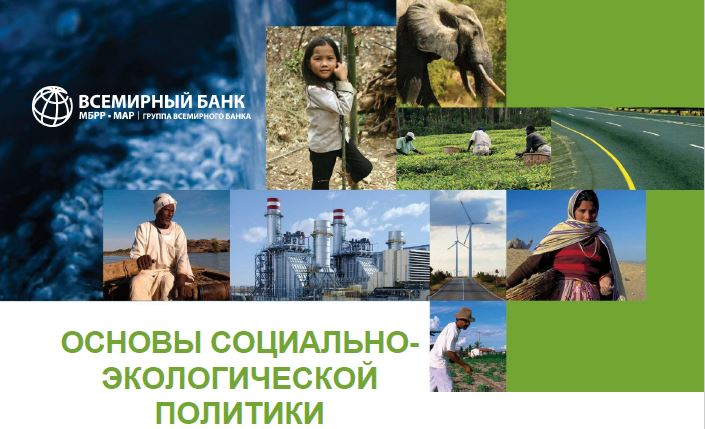 ВСЕМИРНЫЙ БАНК
МБРР • МАР | ГРУППА ВСЕМИРНОГО БАНКА
ОСНОВЫ СОЦИАЛЬНО-
ЭКОЛОГИЧЕСКОЙ
ПОЛИТИКИ